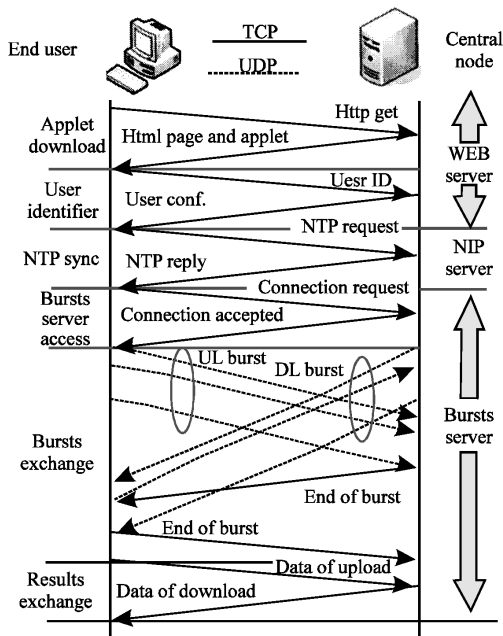 End user
TCP
UDP
Central
node
Http get
Applet
download
Html page and applet
WEB
server
Uesr ID
User
identifier
User conf.
NTP request
NIP
server
NTP sync
NTP reply
Connection request
Bursts
server
access
Connection accepted
UL burst
DL burst
Bursts
exchange
Bursts
server
End of burst
End of burst
Data of upload
Results
exchange
Data of download